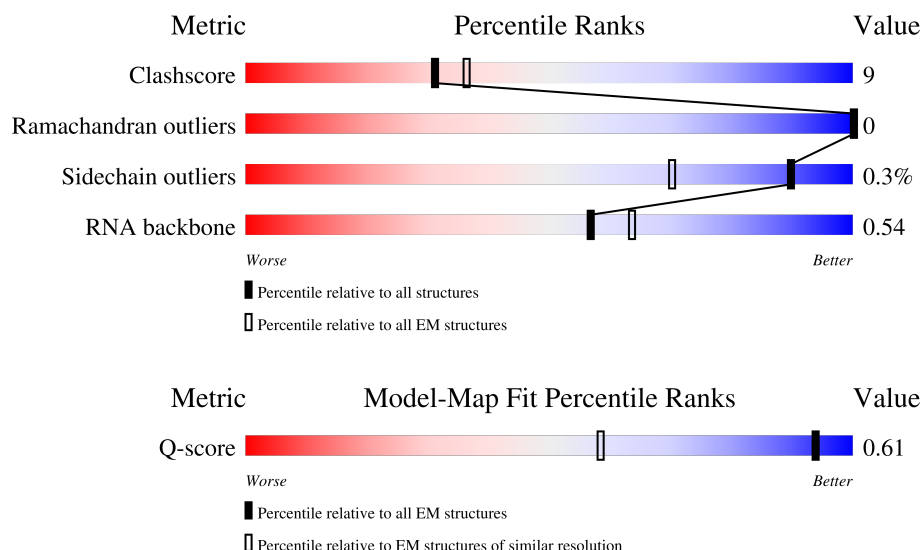 Metric Percentile Ranks Value
Clashscore 9
Ramachandran outliers 0
Sidechain outliers 0.3%
RNA backbone 0.54
Worse Better
Percentile relative to all structures
Percentile relative to all EM structures
Metric Model-Map Fit Percentile Ranks Value
Q-score 0.61
Worse Better
Percentile relative to all EM structures
Percentile relative to EM structures of similar resolution